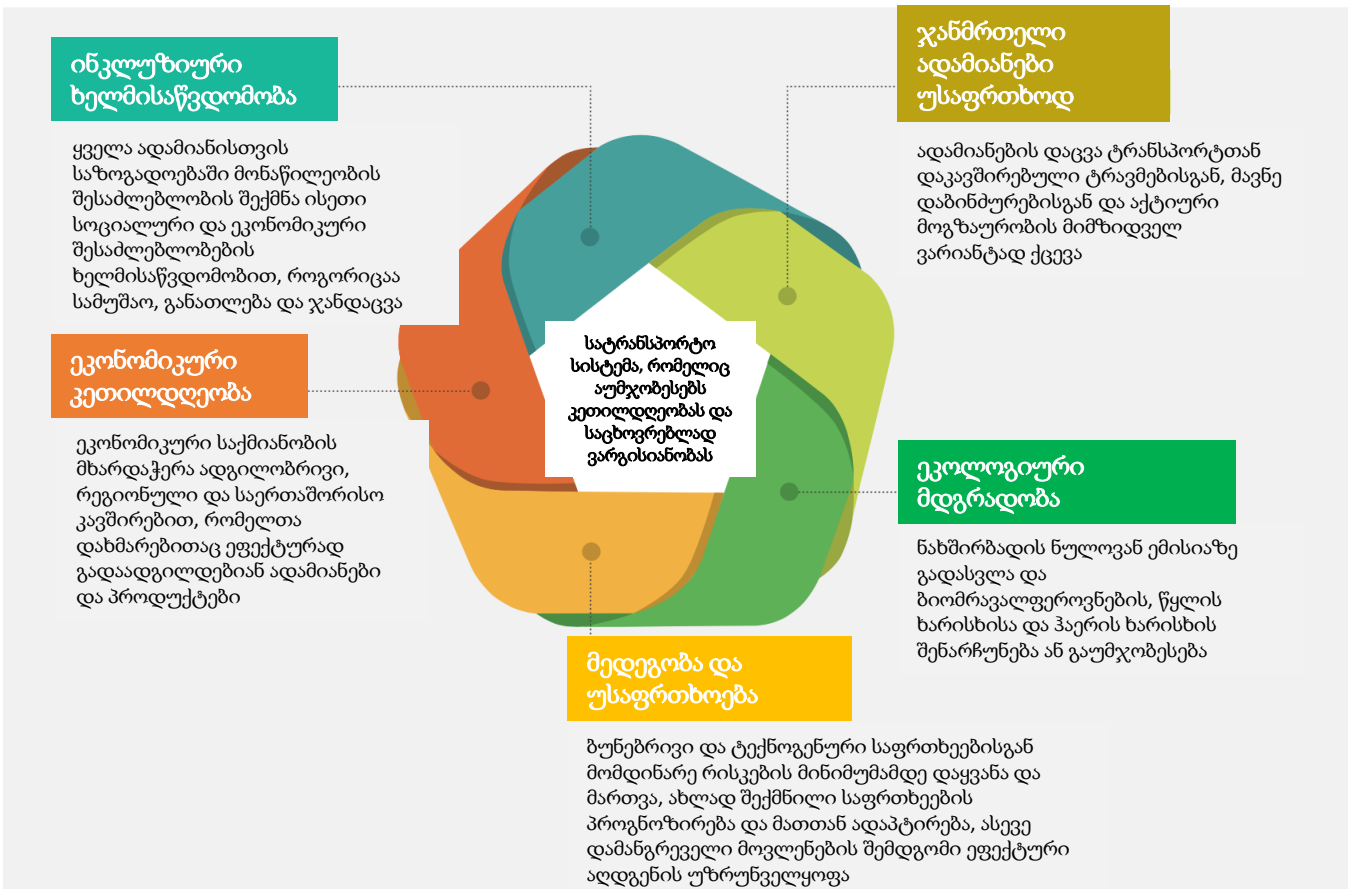 ინკლუზიური
ხელმისაწვდომობა
ყველა ადამიანისთვის
საზოგადოებაში მონაწილეობის
შესაძლებლობის შექმნა ისეთი
სოციალური და ეკონომიკური
შესაძლებლობების
ხელმისაწვდომობით, როგორიცაა
სამუშაო, განათლება და ჯანდაცვა
ჯანმრთელი
ადამიანები
უსაფრთხოდ
ადამიანების დაცვა ტრანსპორტთან
დაკავშირებული ტრავმებისგან, მავნე
დაბინძურებისგან და აქტიური
მოგზაურობის მიმზიდველ
ვარიანტად ქცევა
სატრანსპორტო
სისტემა, რომელიც
აუმჯობესებს
კეთილდღეობას და
საცხოვრებლად
ვარგისიანობას
ეკონომიკური
კეთილდღეობა
ეკონომიკური საქმიანობის
მხარდაჭერა ადგილობრივი,
რეგიონული და საერთაშორისო
კავშირებით, რომელთა
დახმარებითაც ეფექტურად
გადაადგილდებიან ადამიანები
და პროდუქტები
ეკოლოგიური
მდგრადობა
ნახშირბადის ნულოვან ემისიაზე
გადასვლა და
ბიომრავალფეროვნების, წყლის
ხარისხისა და ჰაერის ხარისხის
შენარჩუნება ან გაუმჯობესება
მედეგობა და
უსაფრთხოება
ბუნებრივი და ტექნოგენური საფრთხეებისგან
მომდინარე რისკების მინიმუმამდე დაყვანა და
მართვა, ახლად შექმნილი საფრთხეების
პროგნოზირება და მათთან ადაპტირება, ასევე
დამანგრეველი მოვლენების შემდგომი ეფექტური
აღდგენის უზრუნველყოფა